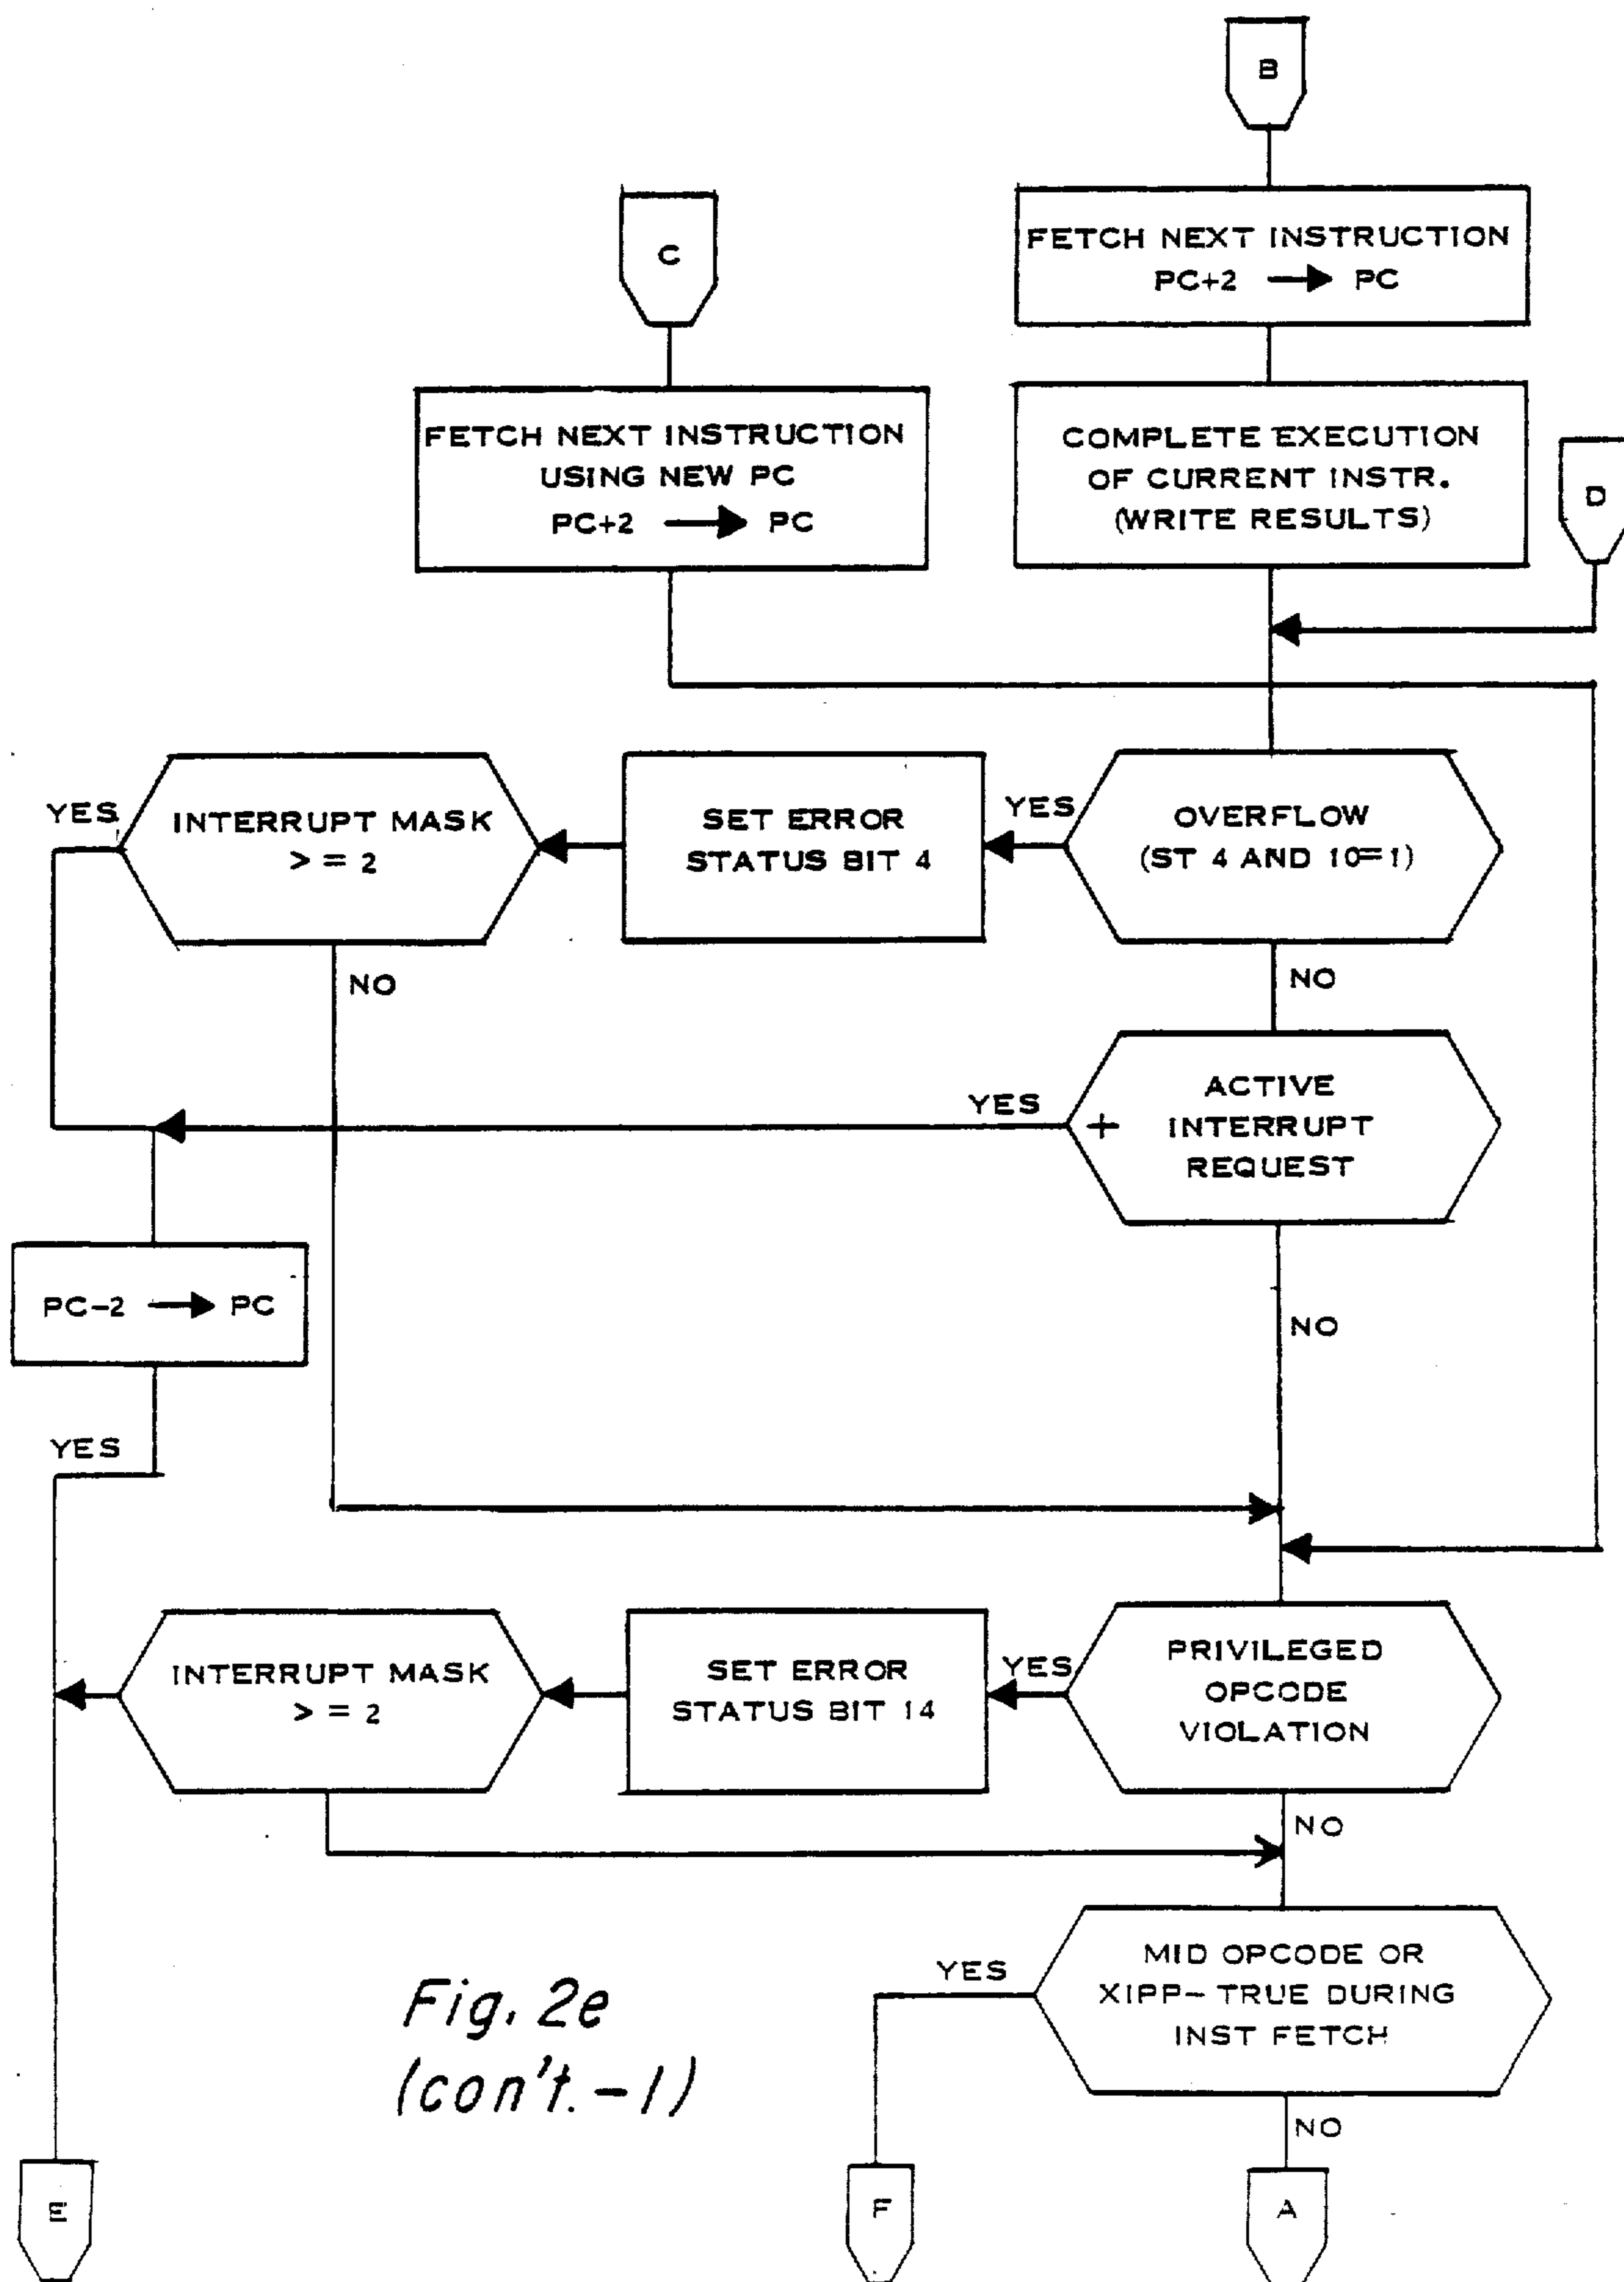 B
FETCH NEXT INSTRUCTION
PC+2 → PC
C
FETCH NEXT INSTRUCTION
USING NEW PC
PC+2 → PC
COMPLETE EXECUTION
OF CURRENT INSTR.
(WRITE RESULTS)
D
YES
INTERRUPT MASK
> = 2
SET ERROR
STATUS BIT 4
YES
OVERFLOW
(ST 4 AND 10=1)
NO
NO
YES
+
ACTIVE
INTERRUPT
REQUEST
PC-2 → PC
NO
YES
INTERRUPT MASK
> = 2
SET ERROR
STATUS BIT 14
YES
PRIVILEGED
OPCODE
VIOLATION
NO
YES
MID OPCODE OR
XIPP- TRUE DURING
INST FETCH
Fig. 2e
(con't. -1)
NO
E
F
A